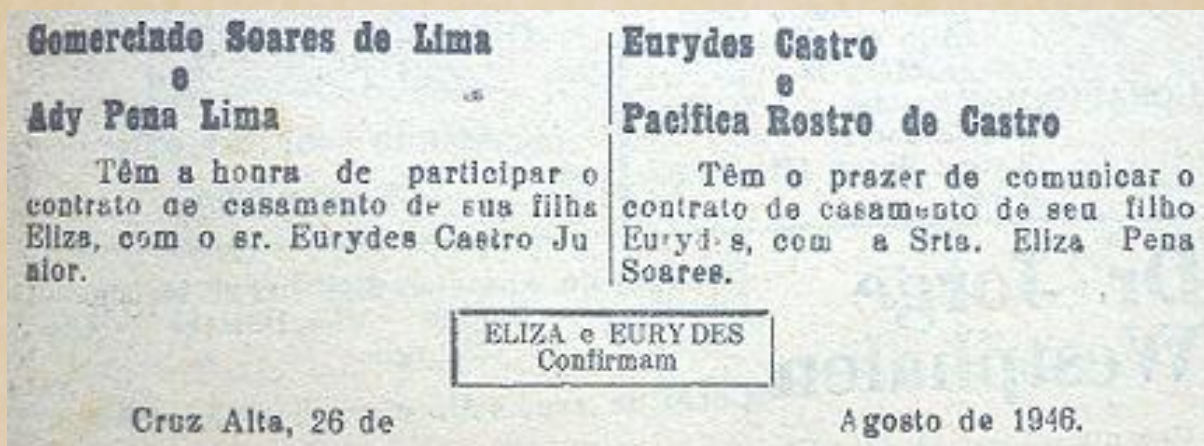 Gomercindo Soares de Lima
e
Ady Pena Lima
Têm a honra de participar o
contrato de casamento de sua filha
Eliza, com o sr. Eurydes Castro Ju
nior.
Eurydes Castro
e
Pacifica Rostro de Castro
Têm o prazer de comunicar o
contrato de casamento de seu filho
Eurydes, com a Srta. Eliza Pena
Soares.
ELIZA e EURYDES
Confirmam
Cruz Alta, 26 de Agosto de 1946.